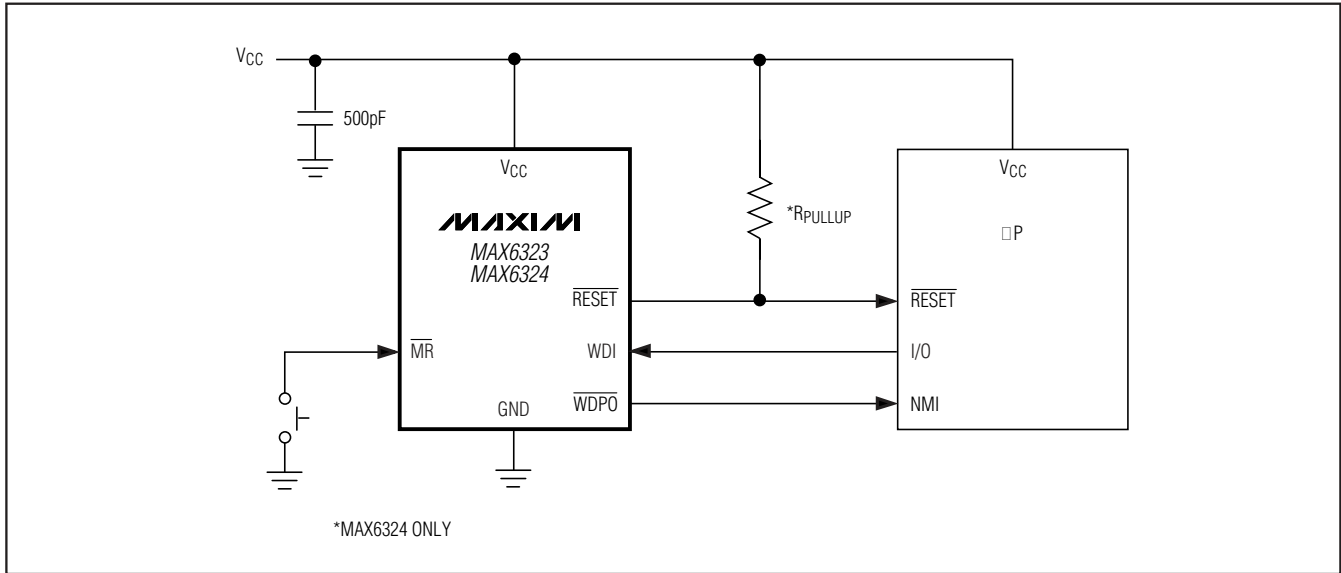 VCC
500pF
VCC
MAXIM
MAX6323
MAX6324
RESET
MR
WDI
GND
WDPO
*RPULLUP
VCC
□P
RESET
I/O
NMI
*MAX6324 ONLY